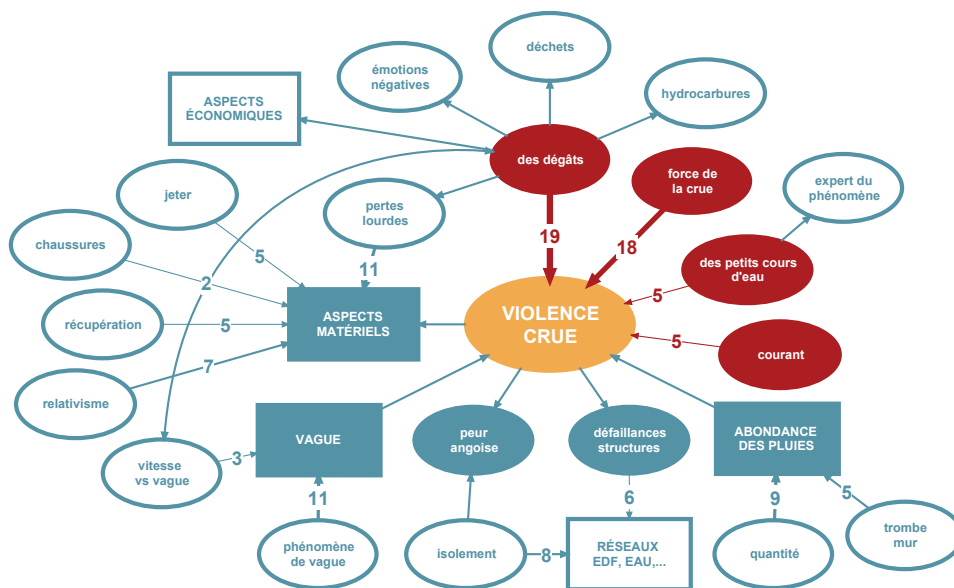 déchets
émotions
négatives
hydrocarbures
ASPECTS
ÉCONOMIQUES
des dégâts
force de
la crue
expert du
phénomène
jeter
pertes
lourdes
chaussures
19
18
des petits cours
d'eau
5
11
2
5
récupération
5
ASPECTS
MATÉRIELS
VIOLENCE
CRUE
5
courant
7
relativisme
VAGUE
peur
angoise
défaillances
structures
ABONDANCE
DES PLUIES
vitesse
vs vague
3
11
6
9
5
phénomène
de vague
isolement
8
RÉSEAUX
EDF, EAU,...
quantité
trombe
mur